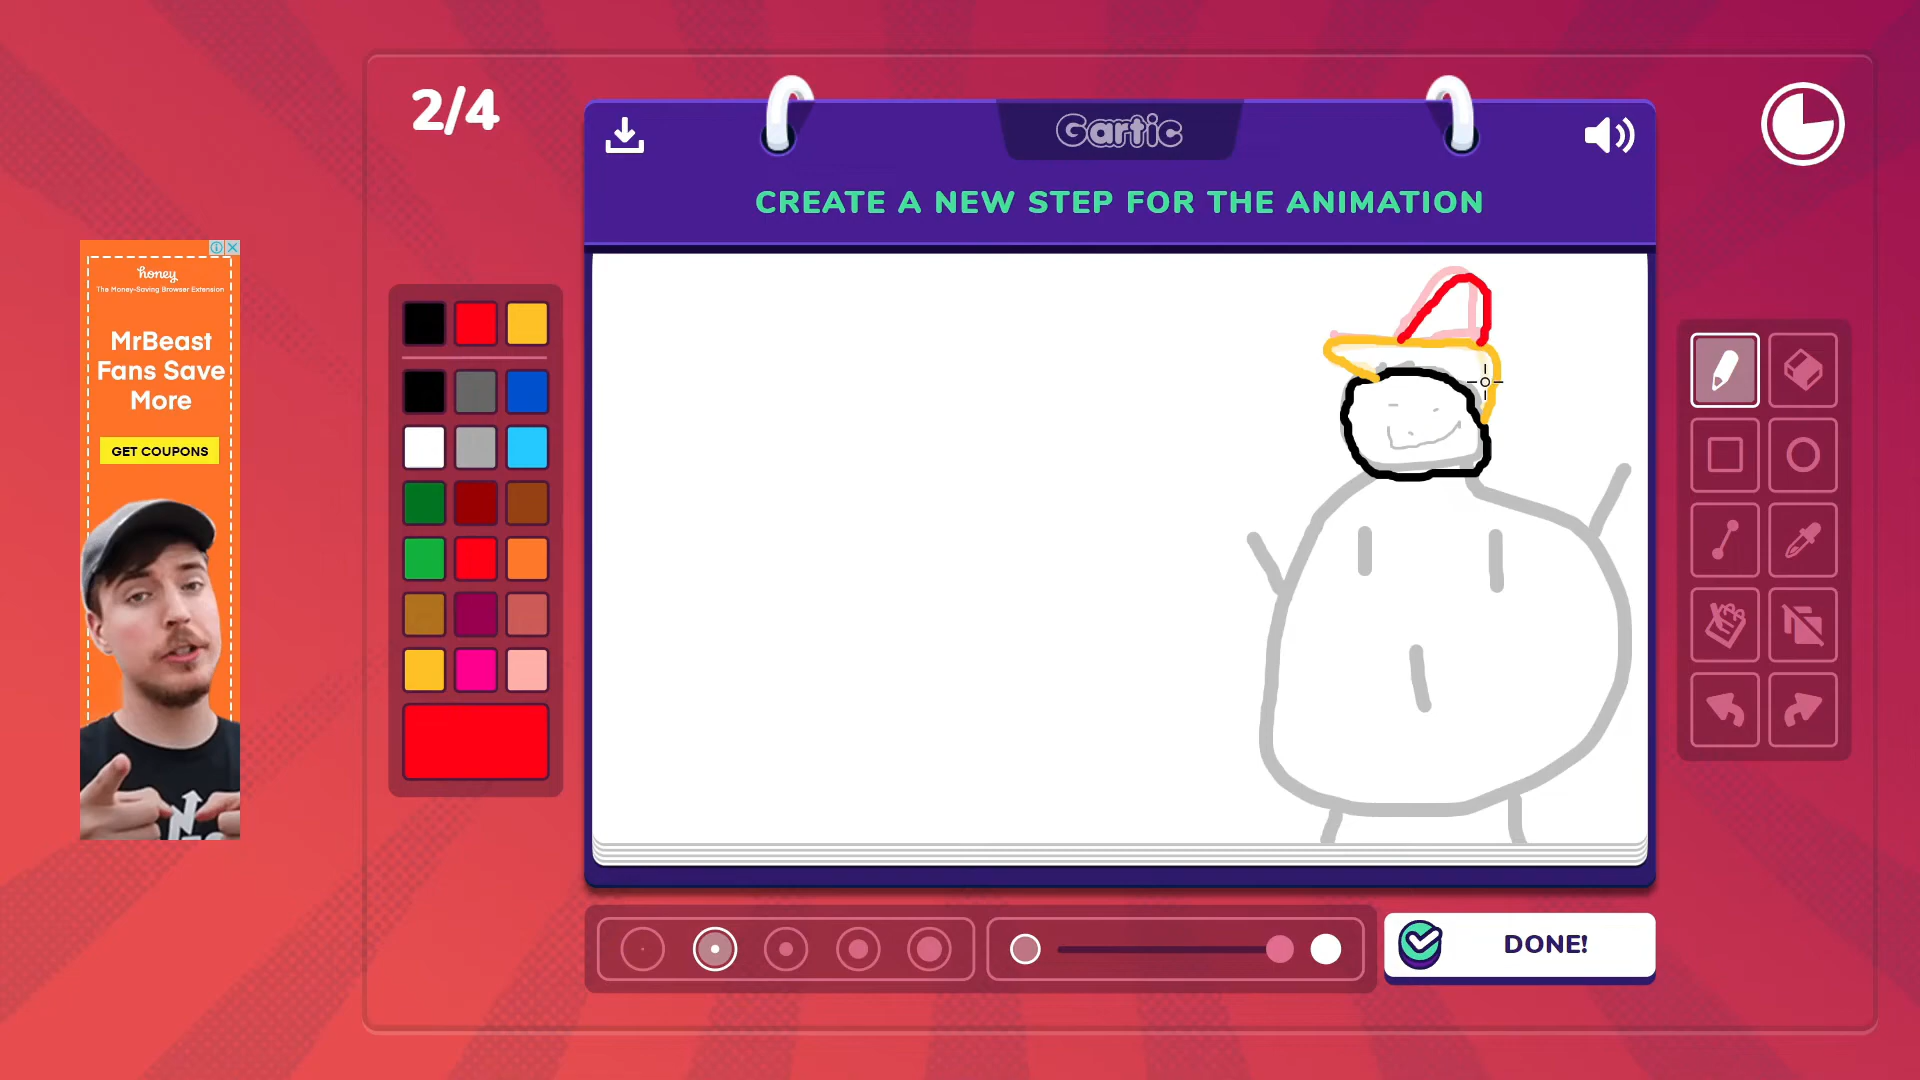 2/4
Gartic
CREATE A NEW STEP FOR THE ANIMATION
honey
The Money-Saving Browser Extension
MrBeast
Fans Save
More
GET COUPONS
DONE!